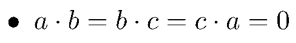 • a · b = b · c = c · a = 0